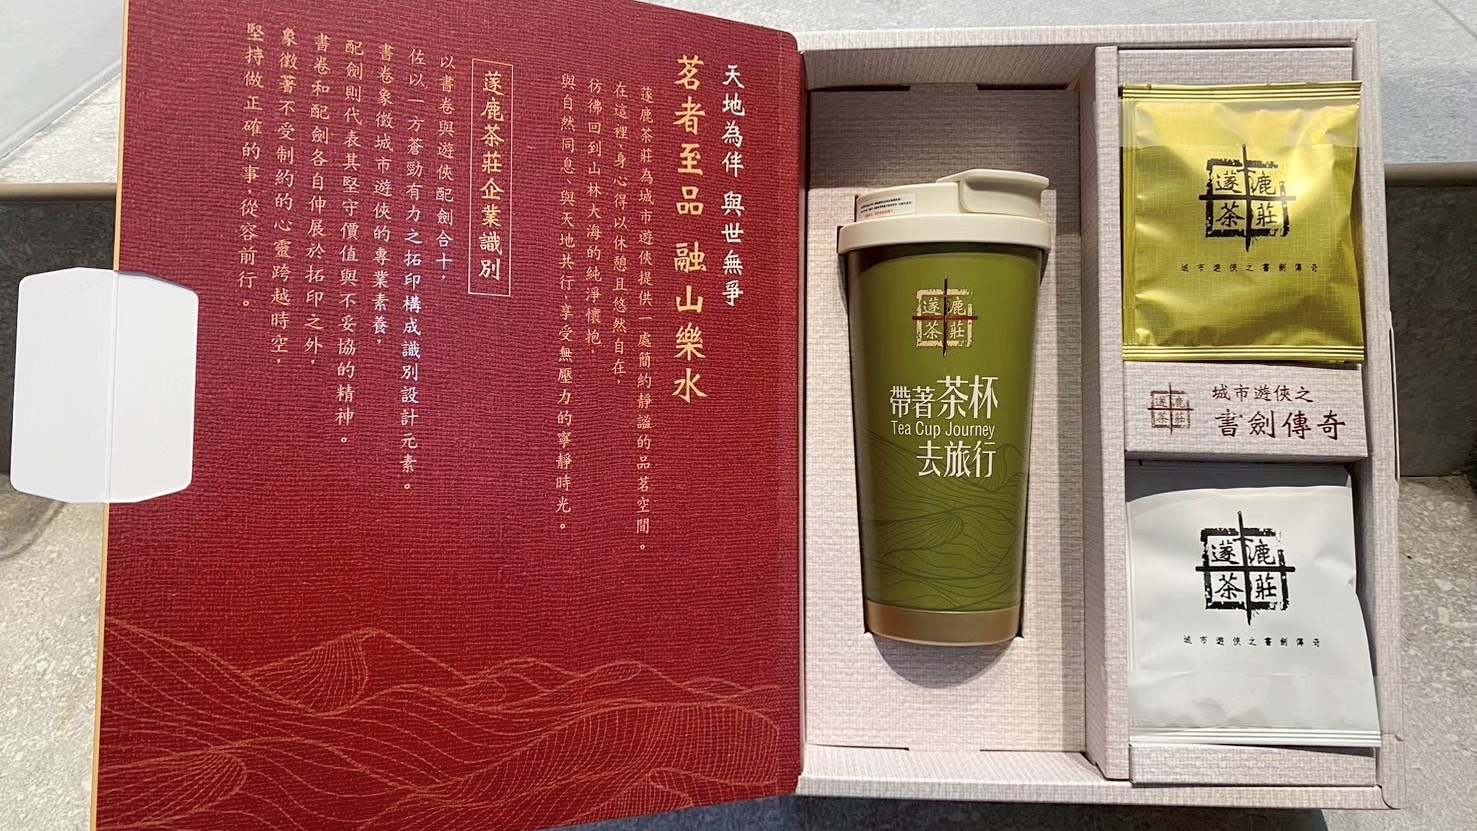 天地為伴 與世無爭
茗者至品 融山樂水
蓫鹿茶莊為城市遊俠提供一處簡約靜謐的品茗空間。
在這裡、身心得以休憩且悠然自在，
彷彿回到山林大海的純淨懷抱，
與自然同息、與天地共行、享受無壓力的寧靜時光。
蓫鹿茶莊企業識別
以書卷與遊俠配劍合十，
佐以一方蒼勁有力之拓印構成識別設計元素。
書卷象徵城市遊俠的專業素養，
配劍則代表其堅守價值與不妥協的精神。
書卷和配劍各自伸展於拓印之外，
象徵著不受制約的心靈跨越時空，
堅持做正確的事，從容前行。
蓫鹿
茶莊
帶著茶杯
Tea Cup Journey
去旅行
蓫鹿
茶莊
城市遊俠之書劍傳奇
蓫鹿
茶莊
城市遊俠之
書劍傳奇
蓫鹿
茶莊
城市遊俠之書劍傳奇